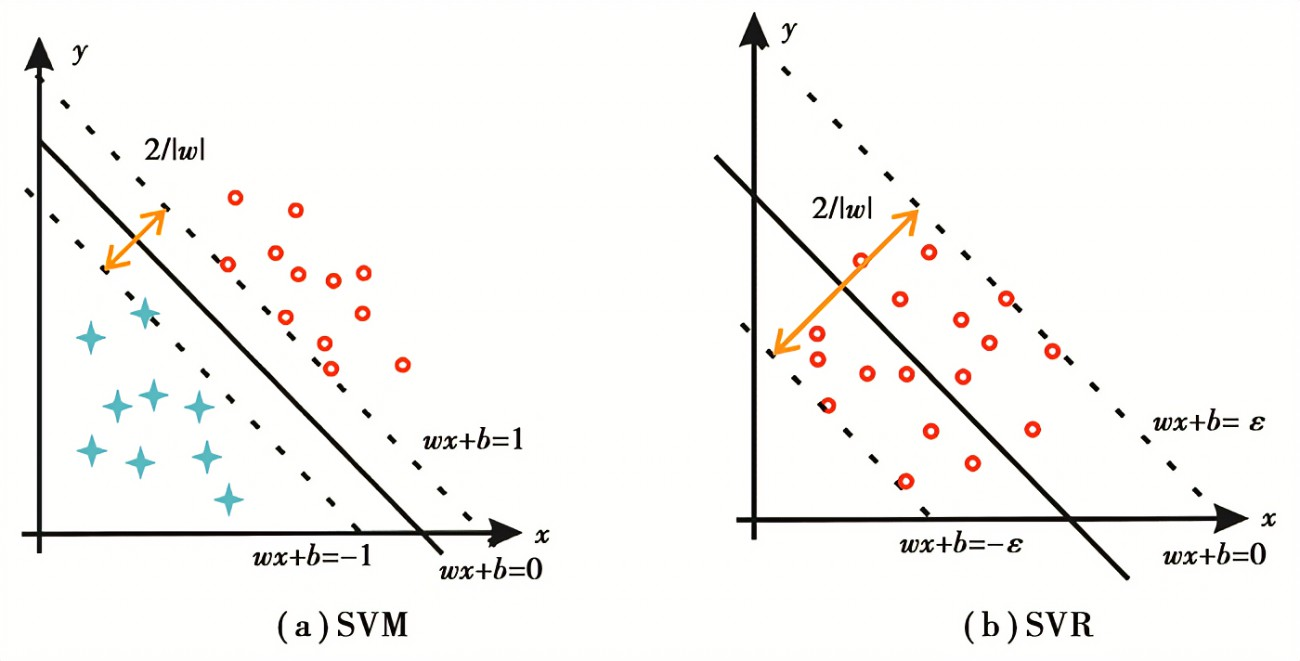 y
2/|w|
wx+b=1
x
wx+b=−1
wx+b=0
(a)SVM
y
2/|w|
wx+b= ε
x
wx+b=−ε
wx+b=0
(b)SVR